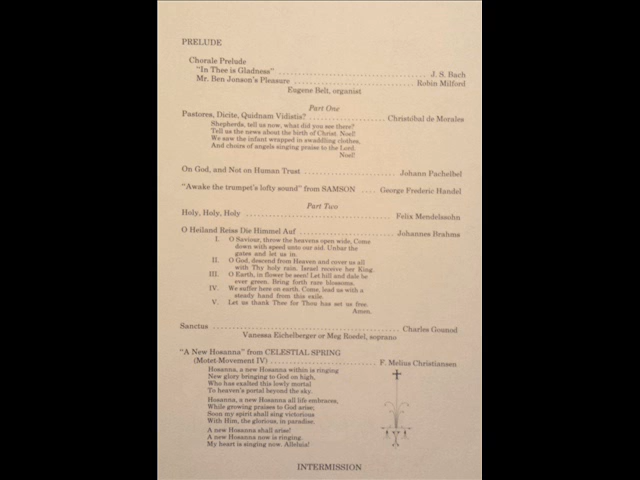 PRELUDE
Chorale Prelude
"In Thee is Gladness" J. S. Bach
Mr. Ben Jonson's Pleasure Robin Milford
Eugene Belt, organist
Part One
Pastores, Dicite, Quidnam Vidistis? Christóbal de Morales
Shepherds, tell us now, what did you see there?
Tell us the news about the birth of Christ. Noel!
We saw the infant wrapped in swaddling clothes,
And choirs of angels singing praise to the Lord.
Noel!
On God, and Not on Human Trust Johann Pachelbel
"Awake the trumpet's lofty sound" from SAMSON George Frederic Handel
Part Two
Holy, Holy, Holy Felix Mendelssohn
O Heiland Reiss Die Himmel Auf Johannes Brahms
I. O Saviour, throw the heavens open wide, Come
down with speed unto our aid. Unbar the
gates and let us in.
II. O God, descend from Heaven and cover us all
with Thy holy rain. Israel receive her King.
III. O Earth, in flower be seen! Let hill and dale be
ever green. Bring forth rare blossoms.
IV. We suffer here on earth. Come, lead us with a
steady hand from this exile.
V. Let us thank Thee for Thou has set us free.
Amen.
Sanctus Charles Gounod
Vanessa Eichelberger or Meg Roedel, soprano
"A New Hosanna" from CELESTIAL SPRING
(Motet-Movement IV) F. Melius Christiansen
Hosanna, a new Hosanna within is ringing
New glory bringing to God on high,
Who has exalted this lowly mortal
To heaven's portal beyond the sky.
Hosanna, a new Hosanna all life embraces,
While growing praises to God arise;
Soon my spirit shall sing victorious
With Him, the glorious, in paradise.
A new Hosanna shall arise!
A new Hosanna now is ringing.
My heart is singing now. Alleluia!
INTERMISSION